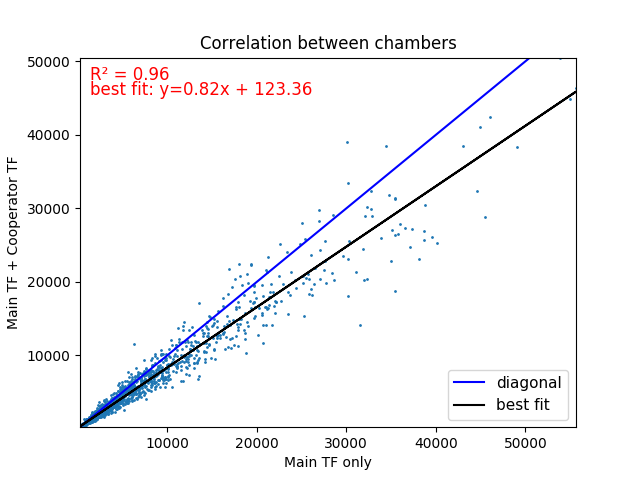 Correlation between chambers
R² = 0.96
best fit: y=0.82x + 123.36
50000
40000
30000
20000
10000
Main TF + Cooperator TF
diagonal
best fit
10000 20000 30000 40000 50000
Main TF only